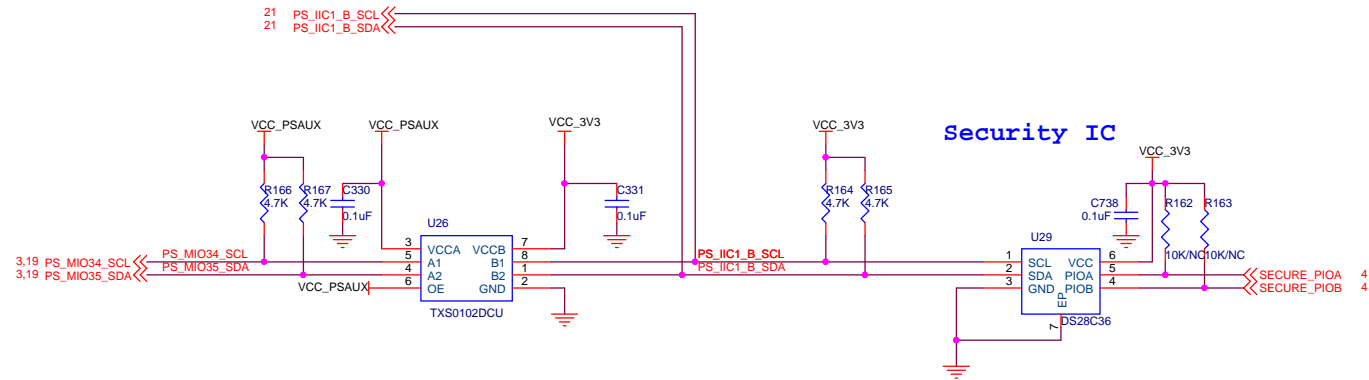 21 PS_IIC1_B_SCL
21 PS_IIC1_B_SDA
VCC_PSAUX
VCC_PSAUX
VCC_3V3
VCC_3V3
Security IC
VCC_3V3
R166
4.7K
R167
4.7K
C330
0.1uF
C331
0.1uF
R164
4.7K
R165
4.7K
C738
0.1uF
R162
R163
10K/NC
10K/NC
U26
3 VCCA VCCB 7
5 A1 B1 8
4 A2 B2 1
6 OE GND 2
TXS0102DCU
3,19 PS_MIO34_SCL
PS_MIO34_SCL
3,19 PS_MIO35_SDA
PS_MIO35_SDA
VCC_PSAUX
PS_IIC1_B_SCL
PS_IIC1_B_SDA
U29
1 SCL VCC 6
2 SDA PIOA 5
3 GND PIOB 4
EP
7
DS28C36
SECURE_PIOA 4
SECURE_PIOB 4